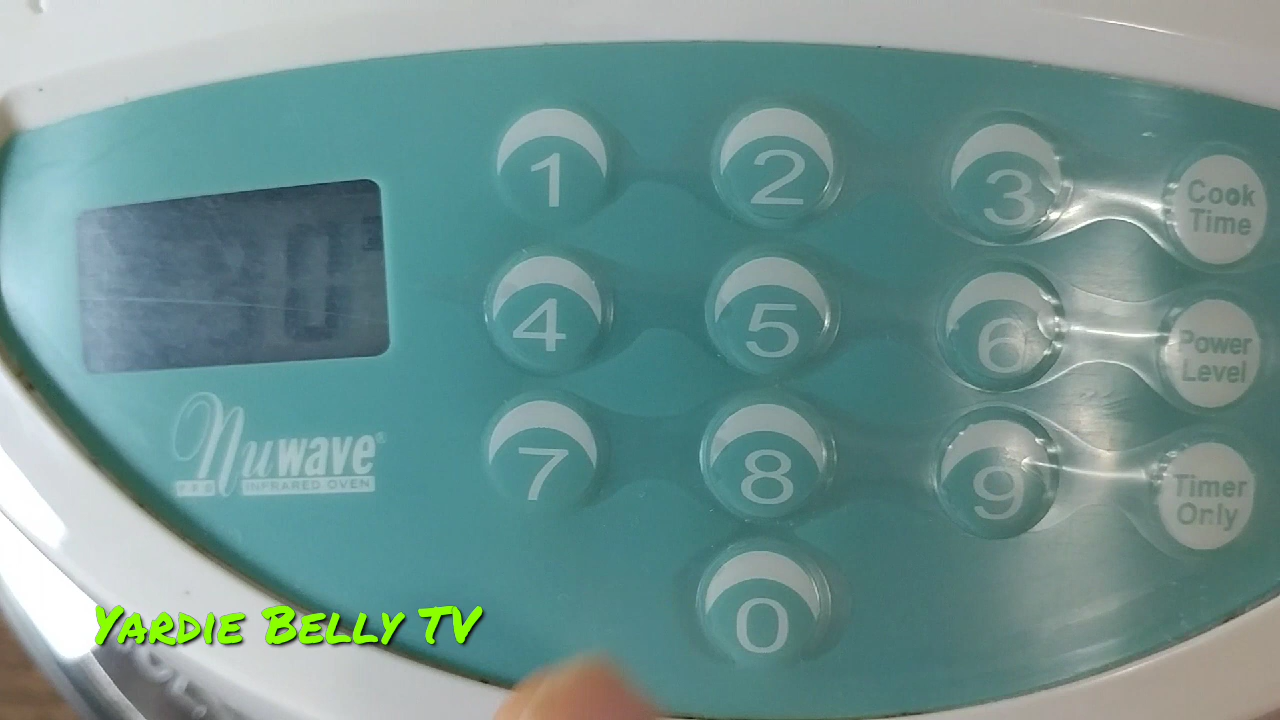 1 2 3 Cook
Time
30
4 5 6 Power
Level
nuwave®
PRO INFRARED OVEN
7 8 9 Timer
Only
0
Yardie Belly TV